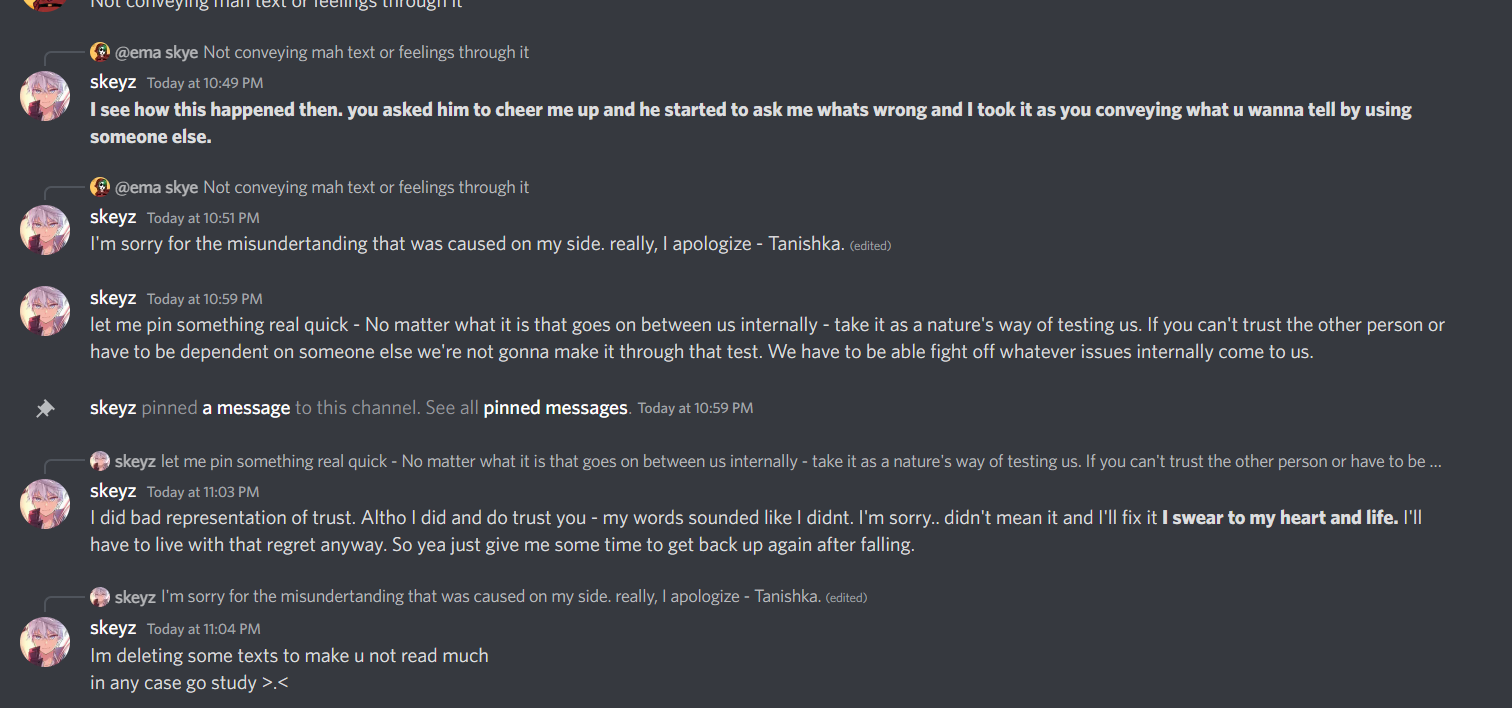 Not conveying mah text or feelings through it
@ema skye Not conveying mah text or feelings through it
skeyz Today at 10:49 PM
I see how this happened then. you asked him to cheer me up and he started to ask me whats wrong and I took it as you conveying what u wanna tell by using
someone else.
@ema skye Not conveying mah text or feelings through it
skeyz Today at 10:51 PM
I'm sorry for the misundertanding that was caused on my side. really, I apologize - Tanishka. (edited)
skeyz Today at 10:59 PM
let me pin something real quick - No matter what it is that goes on between us internally - take it as a nature's way of testing us. If you can't trust the other person or
have to be dependent on someone else we're not gonna make it through that test. We have to be able fight off whatever issues internally come to us.
skeyz pinned a message to this channel. See all pinned messages. Today at 10:59 PM
skeyz let me pin something real quick - No matter what it is that goes on between us internally - take it as a nature's way of testing us. If you can't trust the other person or have to be ...
skeyz Today at 11:03 PM
I did bad representation of trust. Altho I did and do trust you - my words sounded like I didnt. I'm sorry.. didn't mean it and I'll fix it I swear to my heart and life. I'll
have to live with that regret anyway. So yea just give me some time to get back up again after falling.
skeyz I'm sorry for the misundertanding that was caused on my side. really, I apologize - Tanishka. (edited)
skeyz Today at 11:04 PM
Im deleting some texts to make u not read much
in any case go study >.<